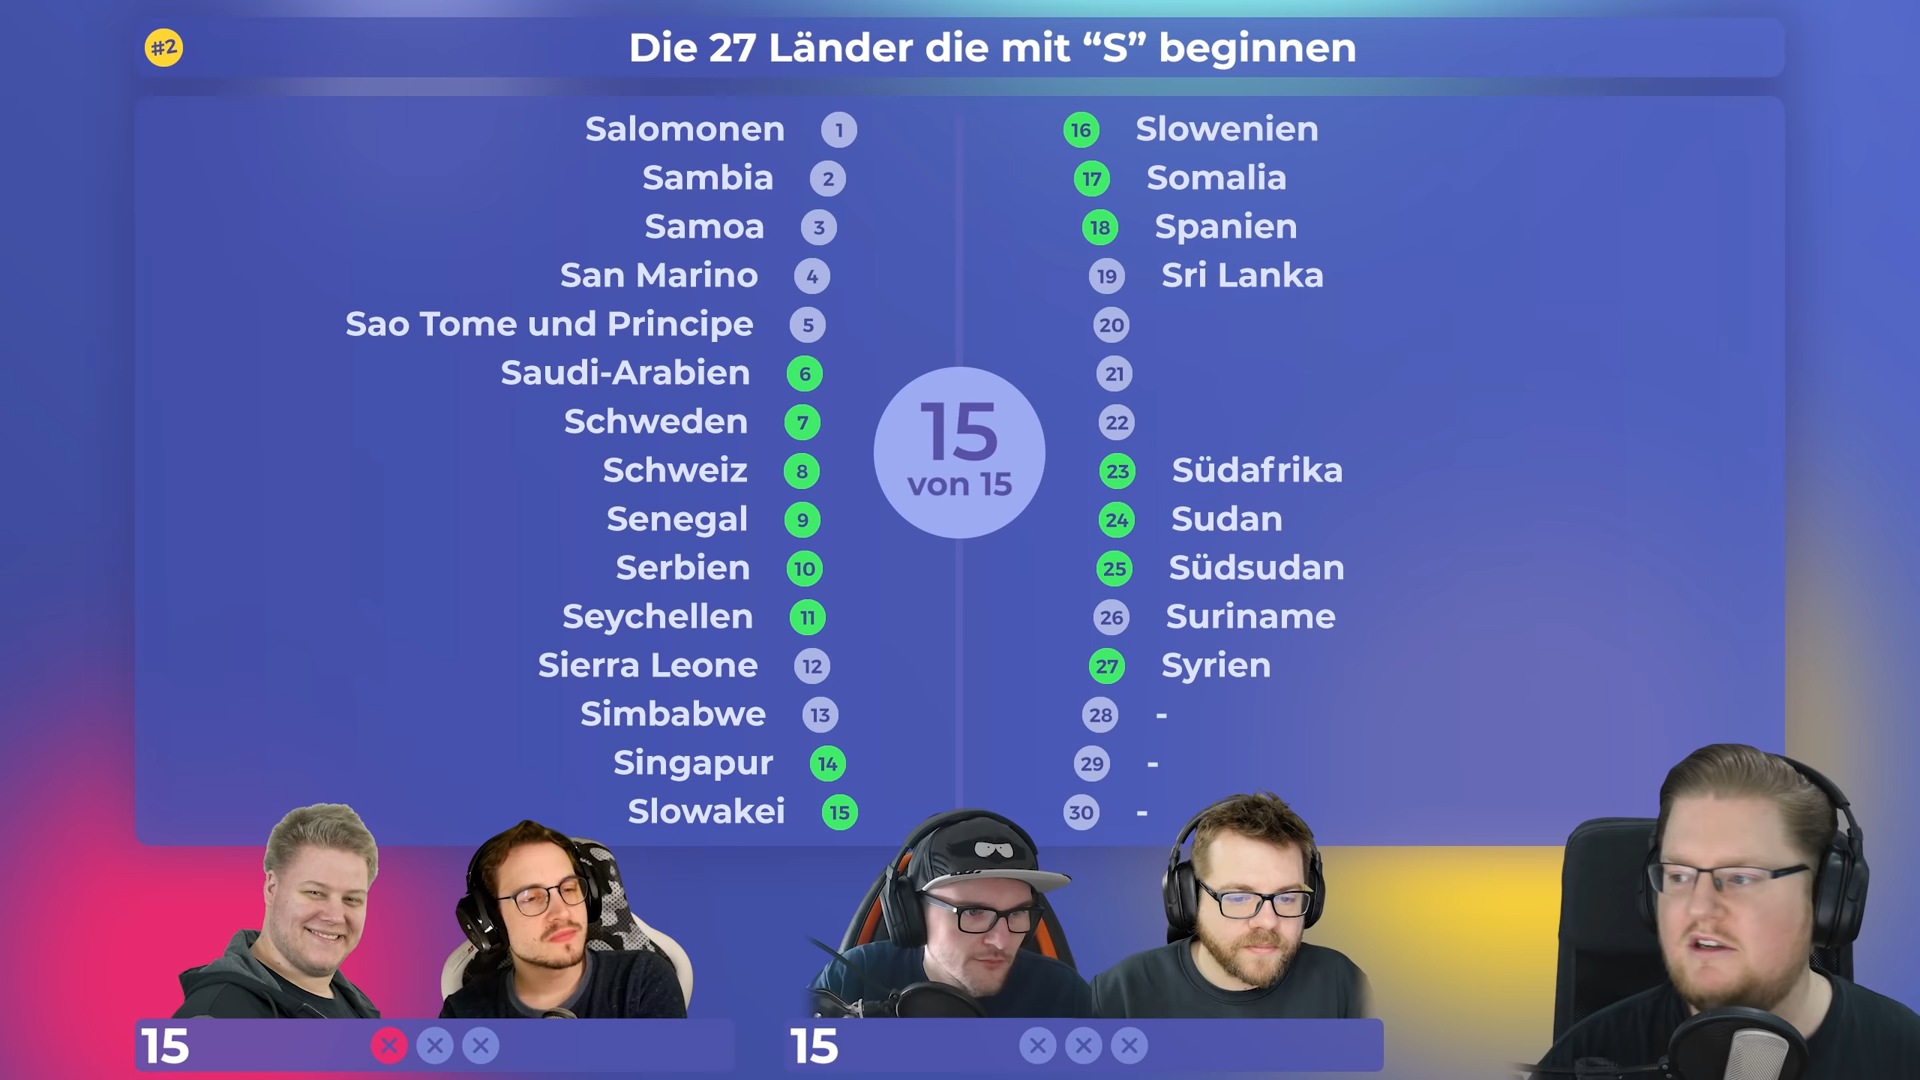 #2
Die 27 Länder die mit “S” beginnen
Salomonen 1
Sambia 2
Samoa 3
San Marino 4
Sao Tome und Principe 5
Saudi-Arabien 6
Schweden 7
Schweiz 8
Senegal 9
Serbien 10
Seychellen 11
Sierra Leone 12
Simbabwe 13
Singapur 14
Slowakei 15
15
von 15
16 Slowenien
17 Somalia
18 Spanien
19 Sri Lanka
20
21
22
23 Südafrika
24 Sudan
25 Südsudan
26 Suriname
27 Syrien
28 -
29 -
30 -
15
15